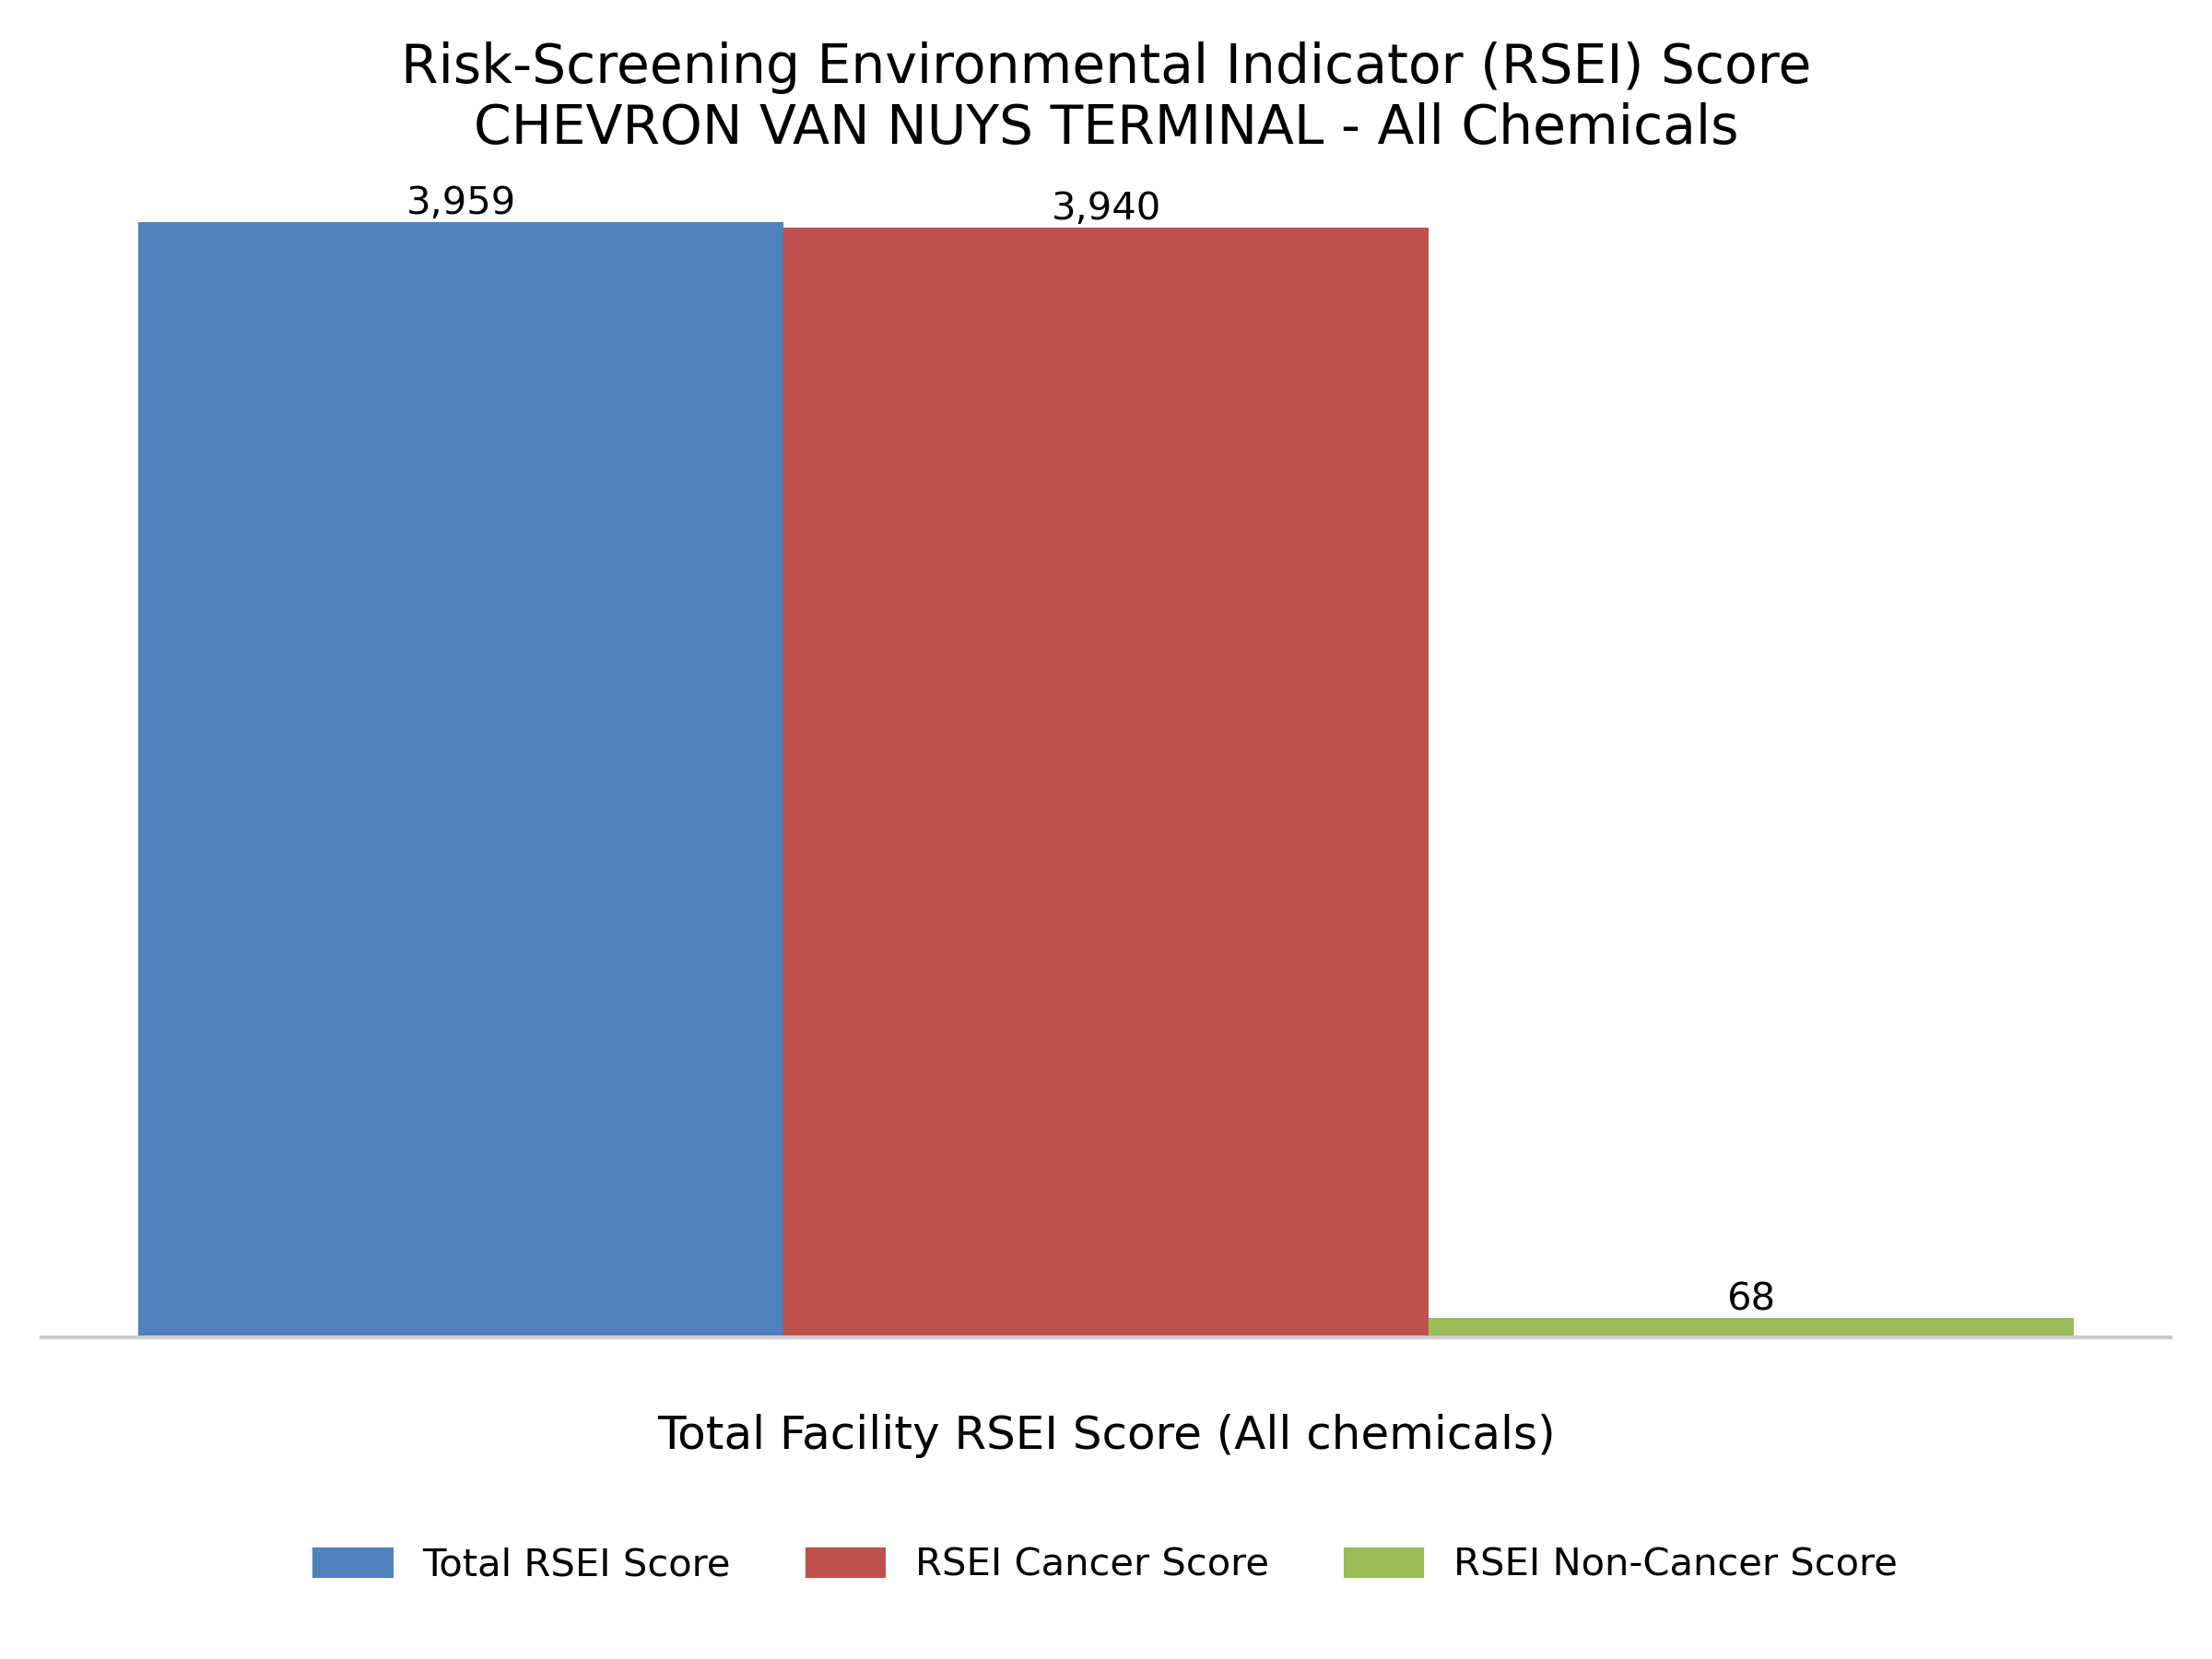 Risk-Screening Environmental Indicator (RSEI) Score
CHEVRON VAN NUYS TERMINAL - All Chemicals
3,959
3,940
68
Total Facility RSEI Score (All chemicals)
Total RSEI Score
RSEI Cancer Score
RSEI Non-Cancer Score